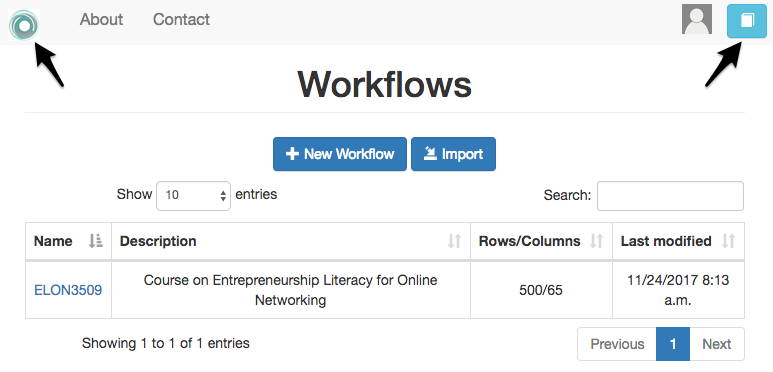 About Contact
Workflows
New Workflow Import
Show 10 entries Search:
Name Description Rows/Columns Last modified
ELON3509 Course on Entrepreneurship Literacy for Online Networking 500/65 11/24/2017 8:13 a.m.
Showing 1 to 1 of 1 entries Previous 1 Next